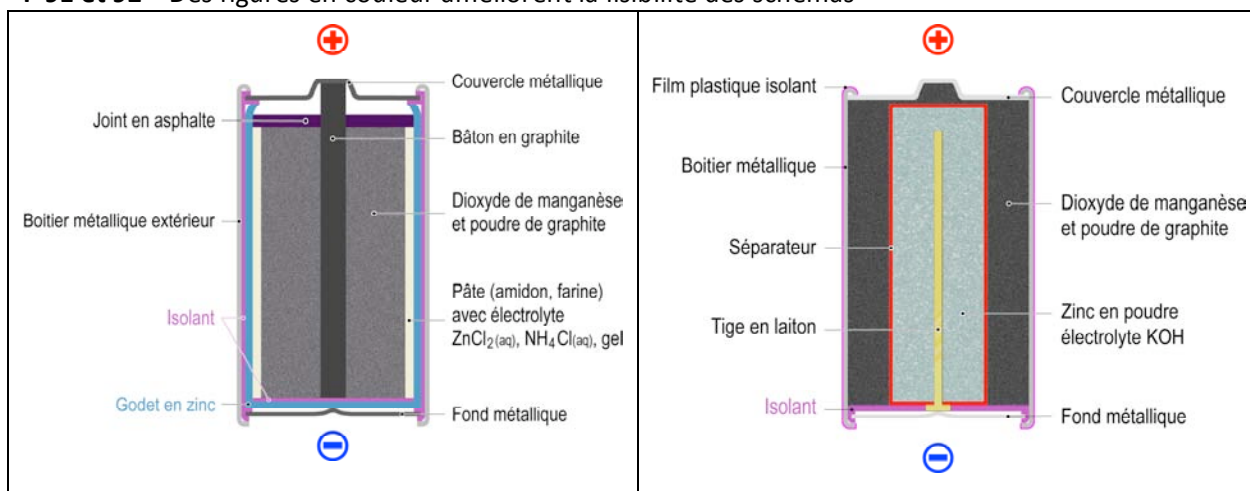 P 51 et 52 – Des figures en couleur améliorent la lisibilité des schémas
+
Couvercle métallique
Joint en asphalte
Bâton en graphite
Dioxyde de manganèse
et poudre de graphite
Boitier métallique extérieur
Pâte (amidon, farine)
avec électrolyte
ZnCl2(aq), NH4Cl(aq), gel
Isolant
Godet en zinc
Fond métallique
−
+
Film plastique isolant
Couvercle métallique
Boitier métallique
Dioxyde de manganèse
et poudre de graphite
Séparateur
Tige en laiton
Zinc en poudre
électrolyte KOH
Isolant
Fond métallique
−